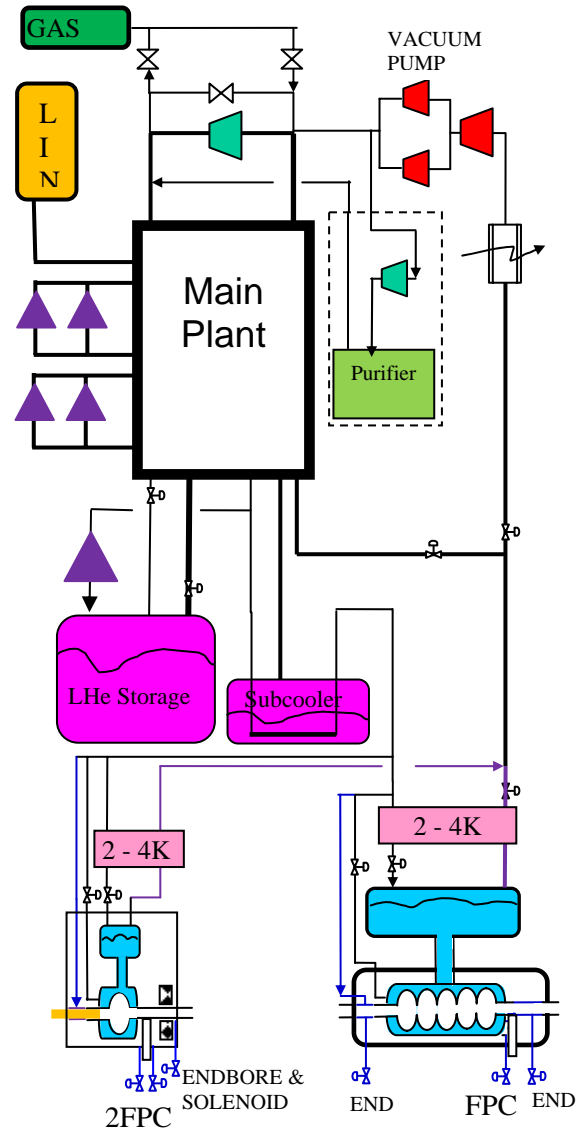 GAS
VACUUM
PUMP
L
I
N
Main
Plant
Purifier
LHe Storage
Subcooler
2 - 4K
2 - 4K
ENDBORE &
SOLENOID
2FPC
END
FPC
END